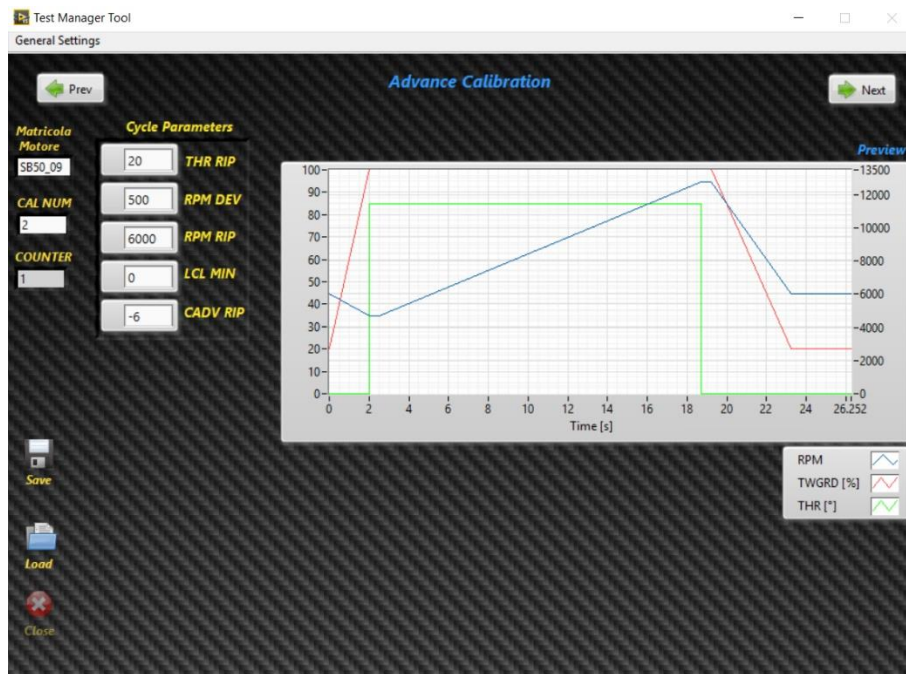 Test Manager Tool
General Settings
Prev
Advance Calibration
Next
Matricola
Motore
SB50_09
CAL NUM
2
COUNTER
1
Cycle Parameters
20 THR RIP
500 RPM DEV
6000 RPM RIP
0 LCL MIN
-6 CADV RIP
Preview
100
90
80
70
60
50
40
30
20
10
0
13500
12000
10000
8000
6000
4000
2000
0
0 2 4 6 8 10 12 14 16 18 20 22 24 26.252
Time [s]
RPM
TWGRD [%]
THR [°]
Save
Load
Close